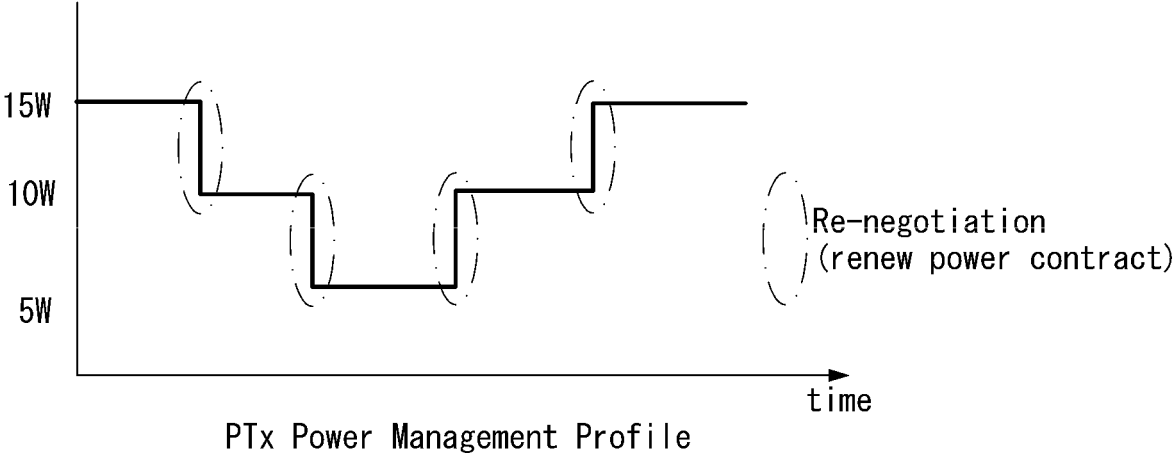 15W
10W
5W
Re-negotiation
(renew power contract)
time
PTx Power Management Profile